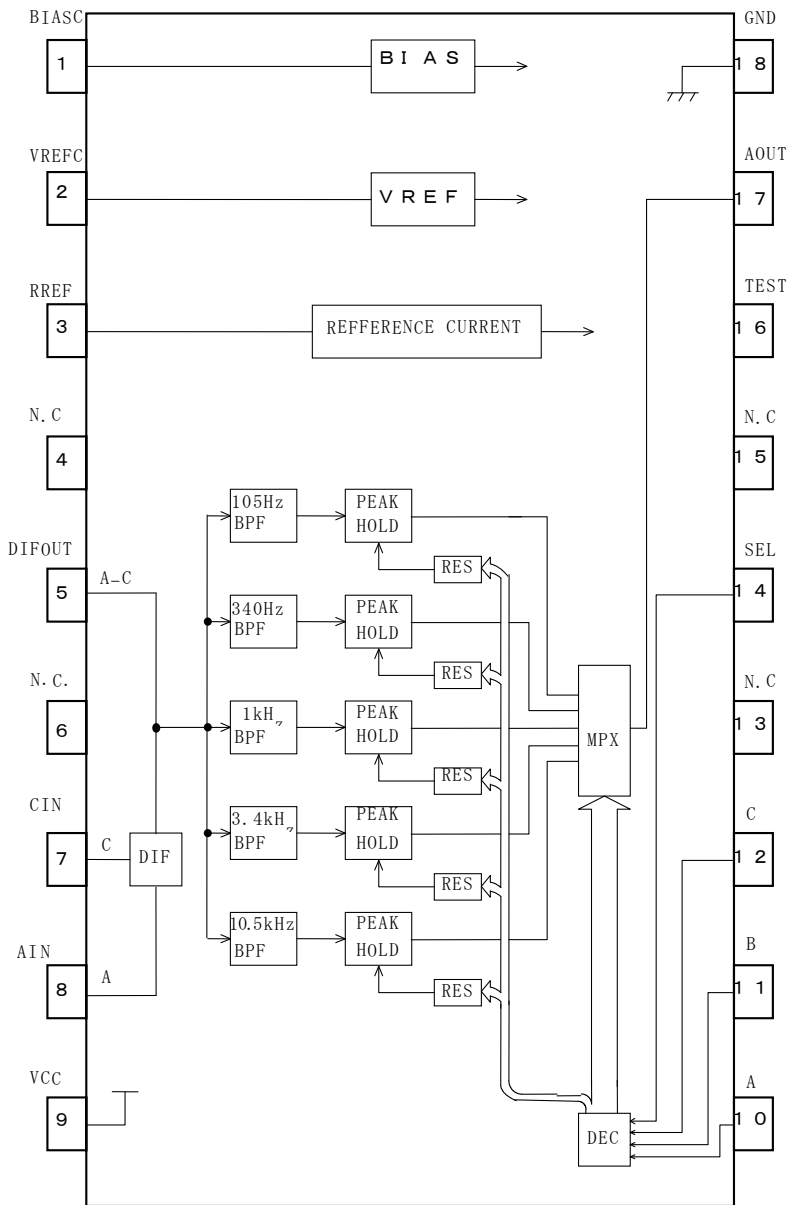 BIASC
GND
1
BIAS
18
VREFC
AOUT
2
VREF
17
RREF
TEST
3
REFFERENCE CURRENT
16
N.C
N.C
4
15
105Hz
BPF
PEAK
HOLD
DIFOUT
SEL
5
A-C
RES
14
340Hz
BPF
PEAK
HOLD
N.C.
N.C
RES
6
1kHz
BPF
PEAK
HOLD
MPX
13
CIN
C
RES
7
C
DIF
3.4kHz
BPF
PEAK
HOLD
12
RES
AIN
B
8
A
10.5kHz
BPF
PEAK
HOLD
11
RES
VCC
A
9
DEC
10